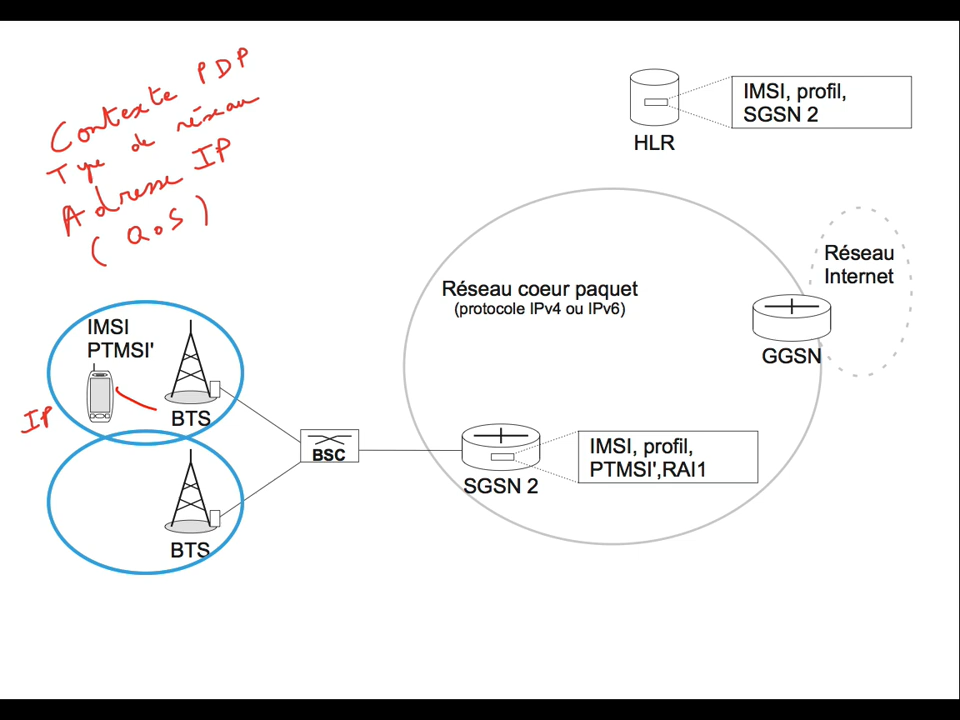 Contexte PDP
Type de réseau
Adresse IP
( QoS )
IMSI, profil,
SGSN 2
HLR
Réseau coeur paquet
(protocole IPv4 ou IPv6)
Réseau
Internet
GGSN
IMSI
PTMSI'
IP
BTS
BSC
SGSN 2
IMSI, profil,
PTMSI',RAI1
BTS